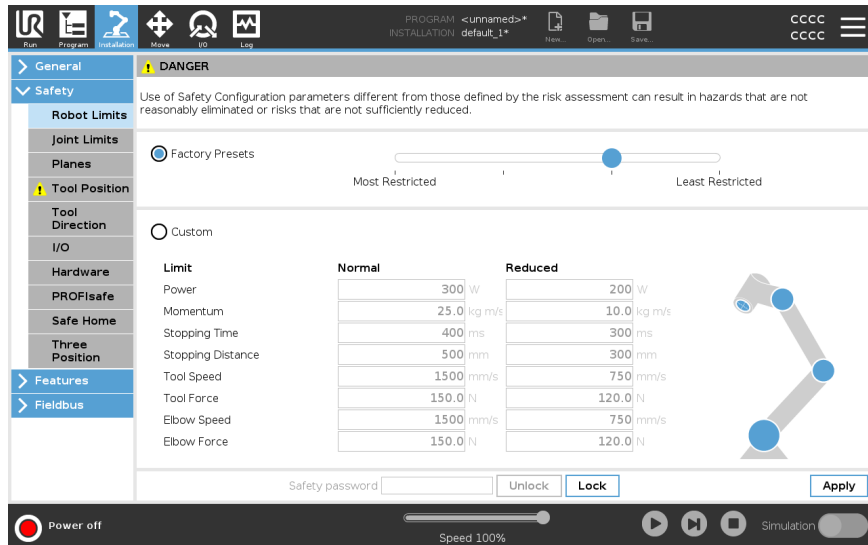 UR
Run
Program
Installation
Move
I/O
Log
PROGRAM <unnamed>*
INSTALLATION default_1*
New...
Open...
Save...
cccc
cccc
General
Safety
Robot Limits
Joint Limits
Planes
Tool Position
Tool
Direction
I/O
Hardware
PROFIsafe
Safe Home
Three
Position
Features
Fieldbus
DANGER
Use of Safety Configuration parameters different from those defined by the risk assessment can result in hazards that are not
reasonably eliminated or risks that are not sufficiently reduced.
Factory Presets
Most Restricted Least Restricted
Custom
Limit Normal Reduced
Power 300 W 200 W
Momentum 25.0 kg m/s 10.0 kg m/s
Stopping Time 400 ms 300 ms
Stopping Distance 500 mm 300 mm
Tool Speed 1500 mm/s 750 mm/s
Tool Force 150.0 N 120.0 N
Elbow Speed 1500 mm/s 750 mm/s
Elbow Force 150.0 N 120.0 N
Safety password Unlock Lock Apply
Power off
Speed 100%
Simulation